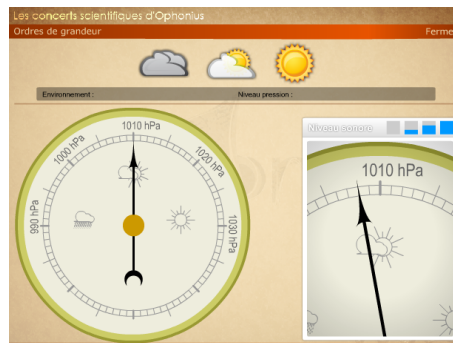 Les concerts scientifiques d'Ophonius
Ordres de grandeur
Ferme
Environnement :
Niveau pression :
1010 hPa
1000 hPa
1020 hPa
990 hPa
1030 hPa
Niveau sonore
1010 hPa